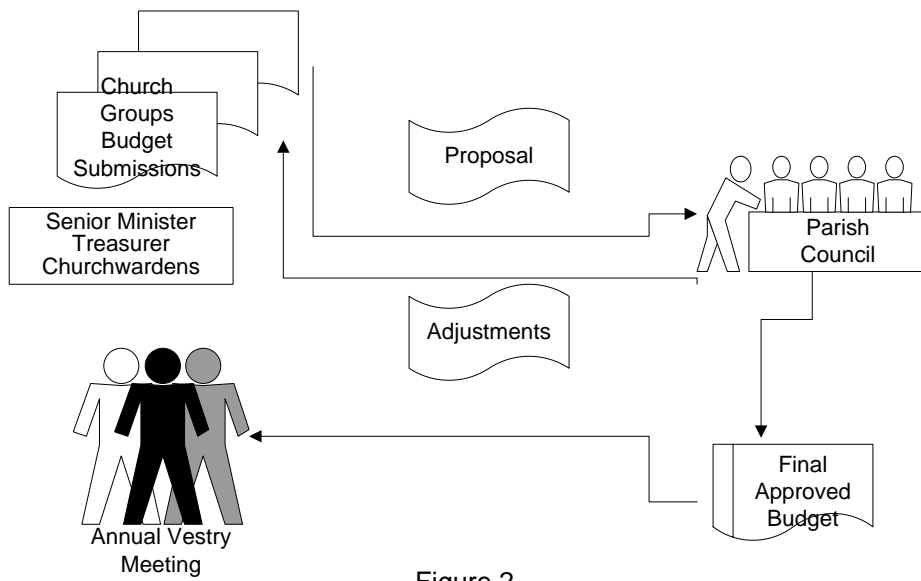 Church
Groups
Budget
Submissions
Proposal
Senior Minister
Treasurer
Churchwardens
Parish
Council
Adjustments
Final
Approved
Budget
Annual Vestry
Meeting
Figure 2